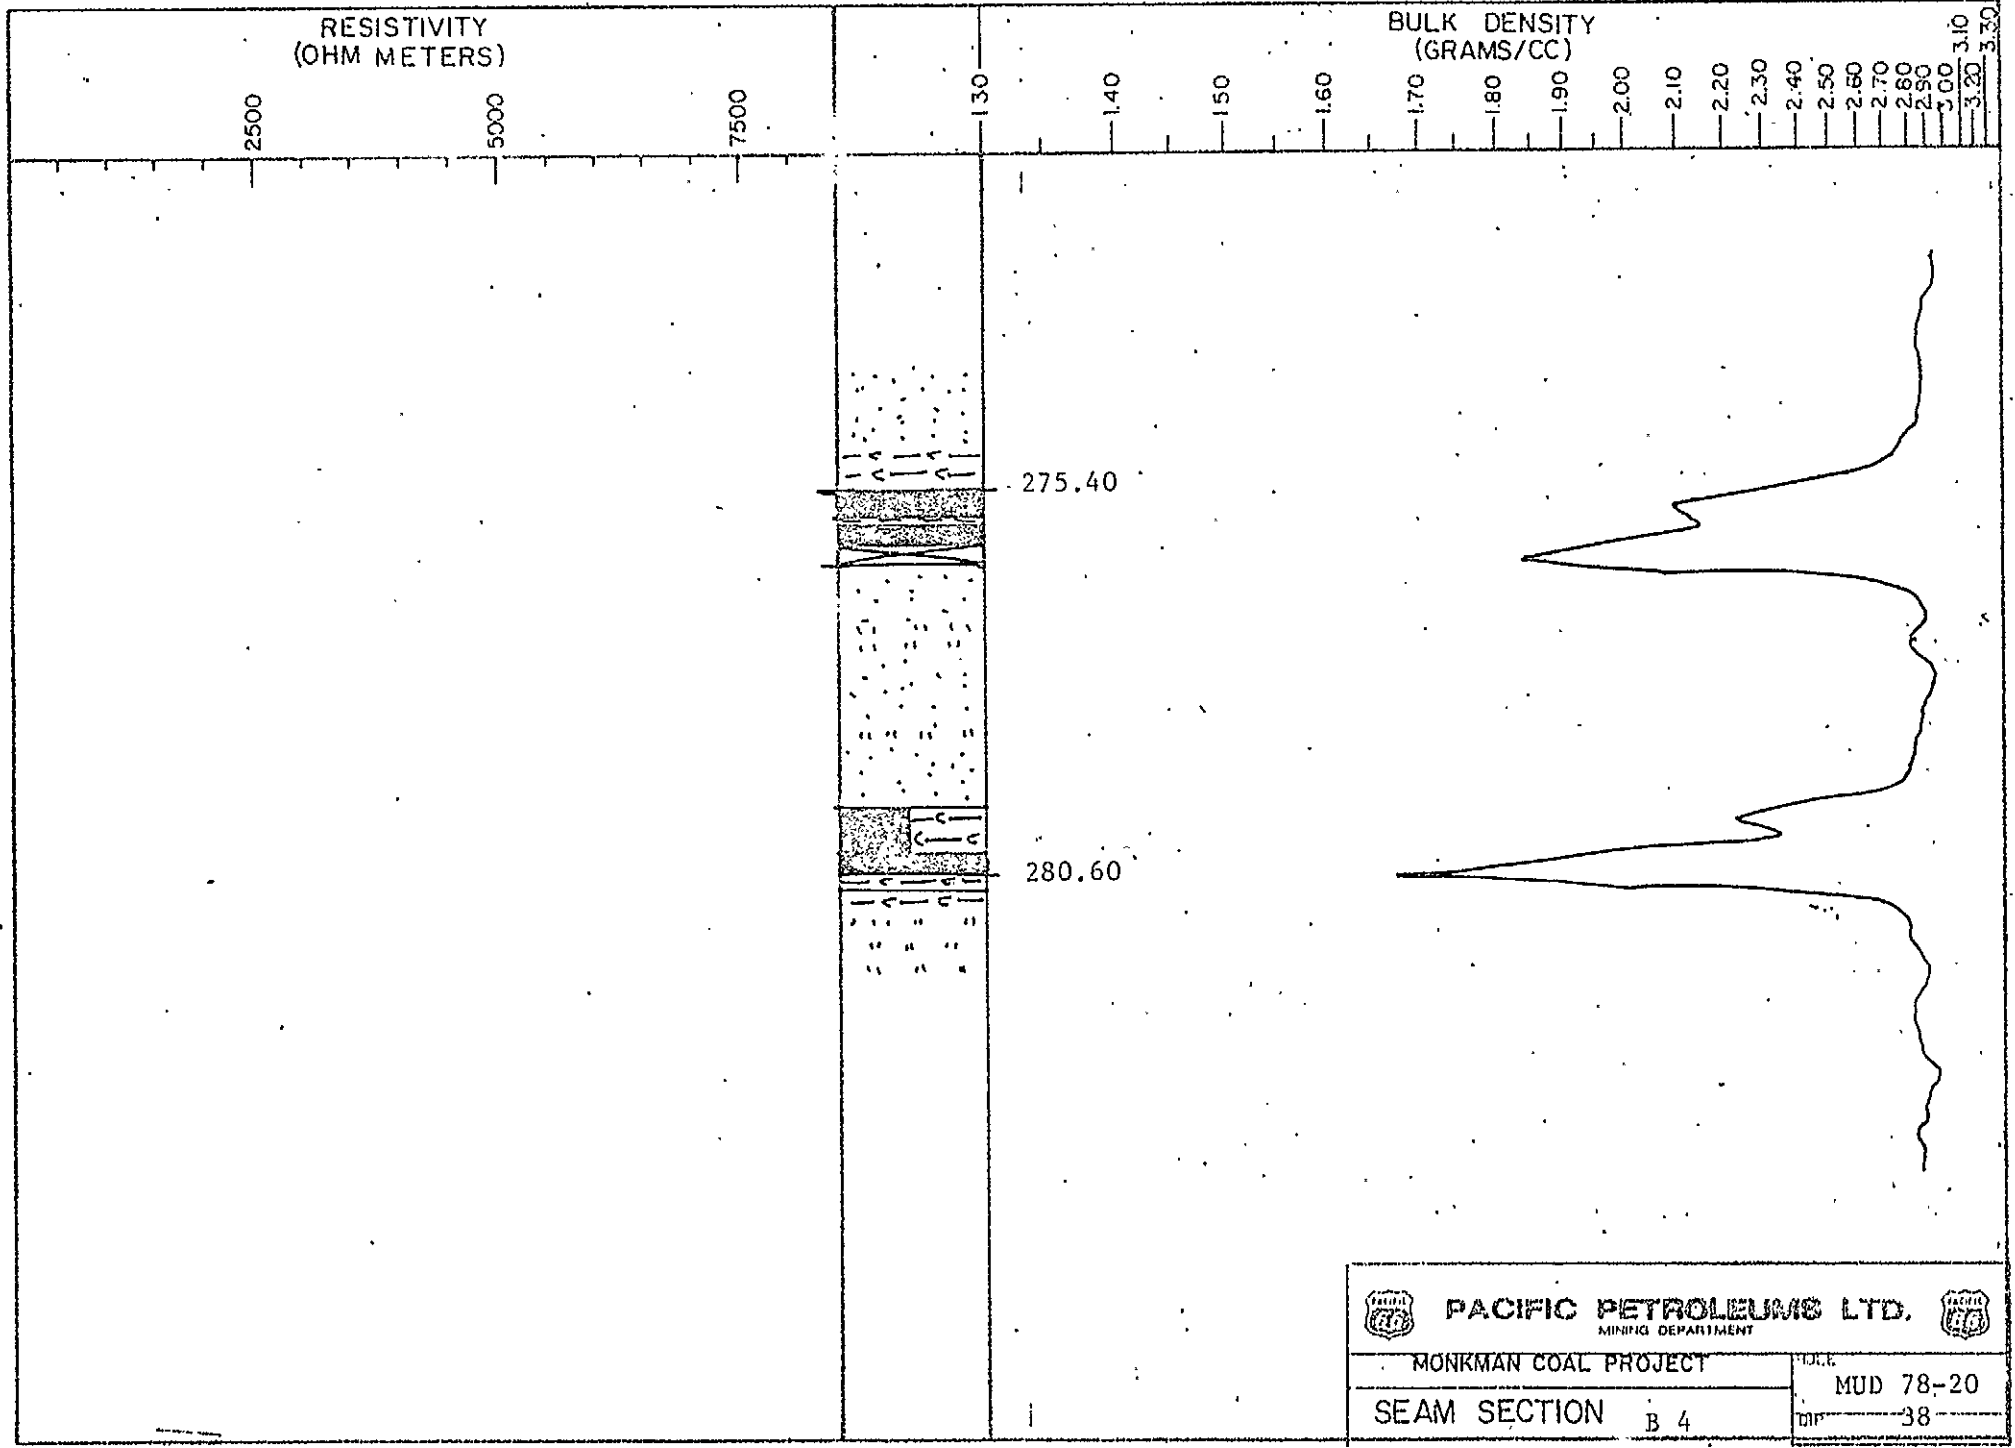 RESISTIVITY
(OHM METERS)
BULK DENSITY
(GRAMS/CC)
2500
5000
7500
1.30
1.40
1.50
1.60
1.70
1.80
1.90
2.00
2.10
2.20
2.30
2.40
2.50
2.60
2.70
2.80
2.90
3.00
3.10
3.20
3.30
275.40
280.60
PACIFIC PETROLEUMS LTD.
MINING DEPARTMENT
MONKMAN COAL PROJECT
HOLE
MUD 78-20
SEAM SECTION B 4
DIP 38